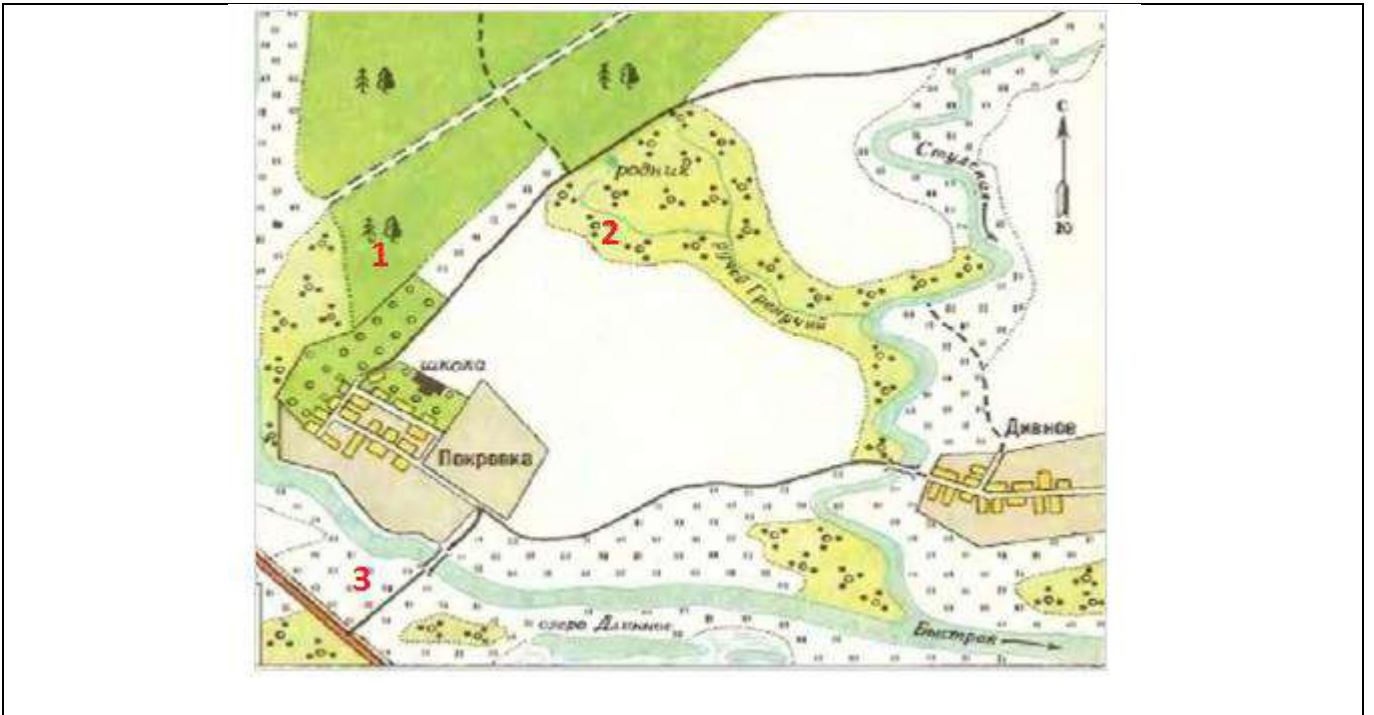 С
Студеная
Ю
родник
1
2
ручей Гремучий
школа
Покровка
Дивное
3
озеро Длинное
Быстрая